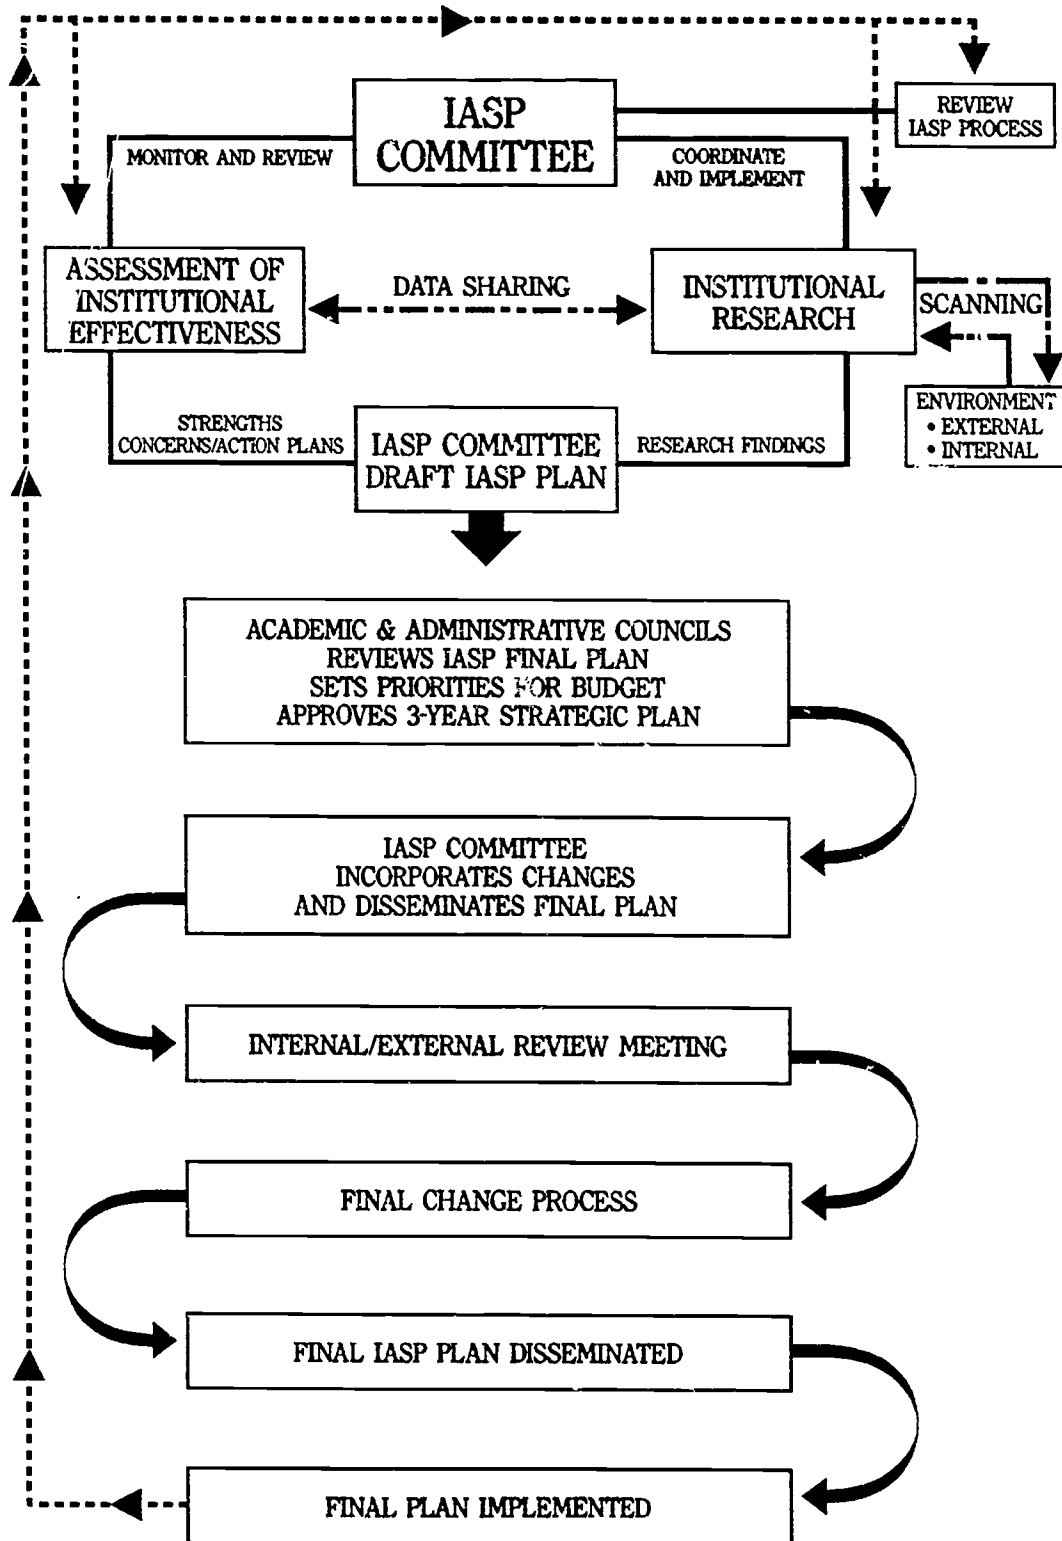 IASP
COMMITTEE
REVIEW
IASP PROCESS
MONITOR AND REVIEW
COORDINATE
AND IMPLEMENT
ASSESSMENT OF
INSTITUTIONAL
EFFECTIVENESS
DATA SHARING
INSTITUTIONAL
RESEARCH
SCANNING
ENVIRONMENT
• EXTERNAL
• INTERNAL
STRENGTHS
CONCERNS/ACTION PLANS
IASP COMMITTEE
DRAFT IASP PLAN
RESEARCH FINDINGS
ACADEMIC & ADMINISTRATIVE COUNCILS
REVIEWS IASP FINAL PLAN
SETS PRIORITIES FOR BUDGET
APPROVES 3-YEAR STRATEGIC PLAN
IASP COMMITTEE
INCORPORATES CHANGES
AND DISSEMINATES FINAL PLAN
INTERNAL/EXTERNAL REVIEW MEETING
FINAL CHANGE PROCESS
FINAL IASP PLAN DISSEMINATED
FINAL PLAN IMPLEMENTED